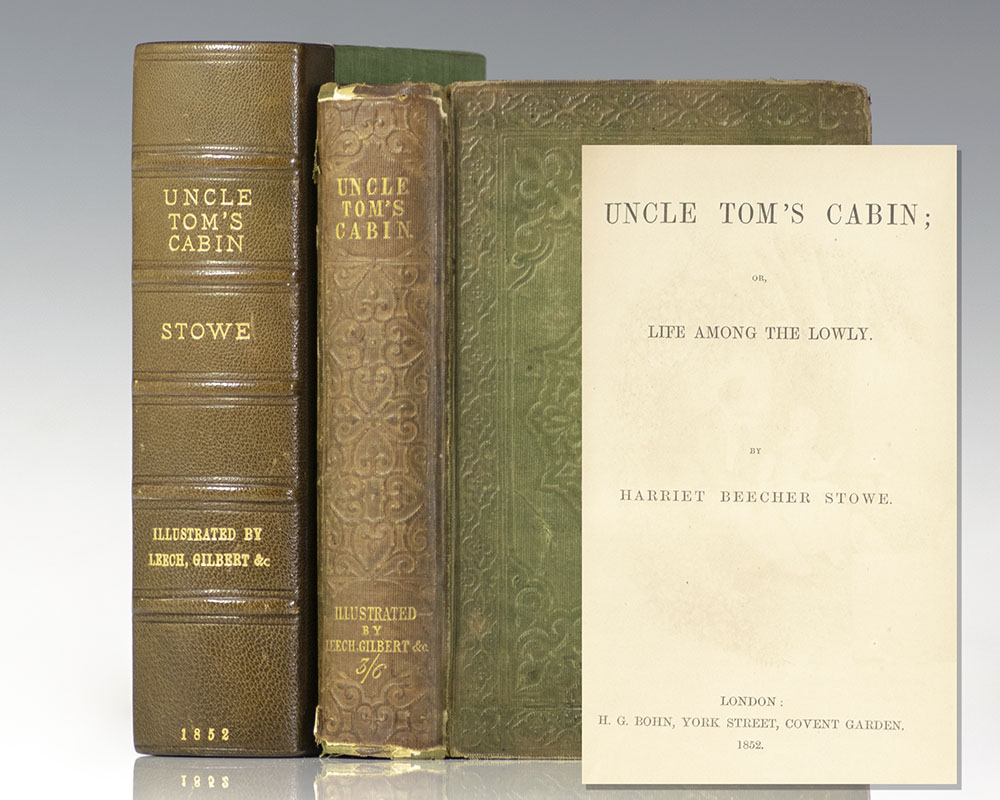 UNCLE
TOM'S
CABIN
STOWE
ILLUSTRATED BY
LEECH, GILBERT &c
1852
UNCLE
TOM'S
CABIN.
ILLUSTRATED
BY
LEECH, GILBERT &c.
3/6
UNCLE TOM'S CABIN;
OR,
LIFE AMONG THE LOWLY.
BY
HARRIET BEECHER STOWE.
LONDON:
H. G. BOHN, YORK STREET, COVENT GARDEN.
1852.